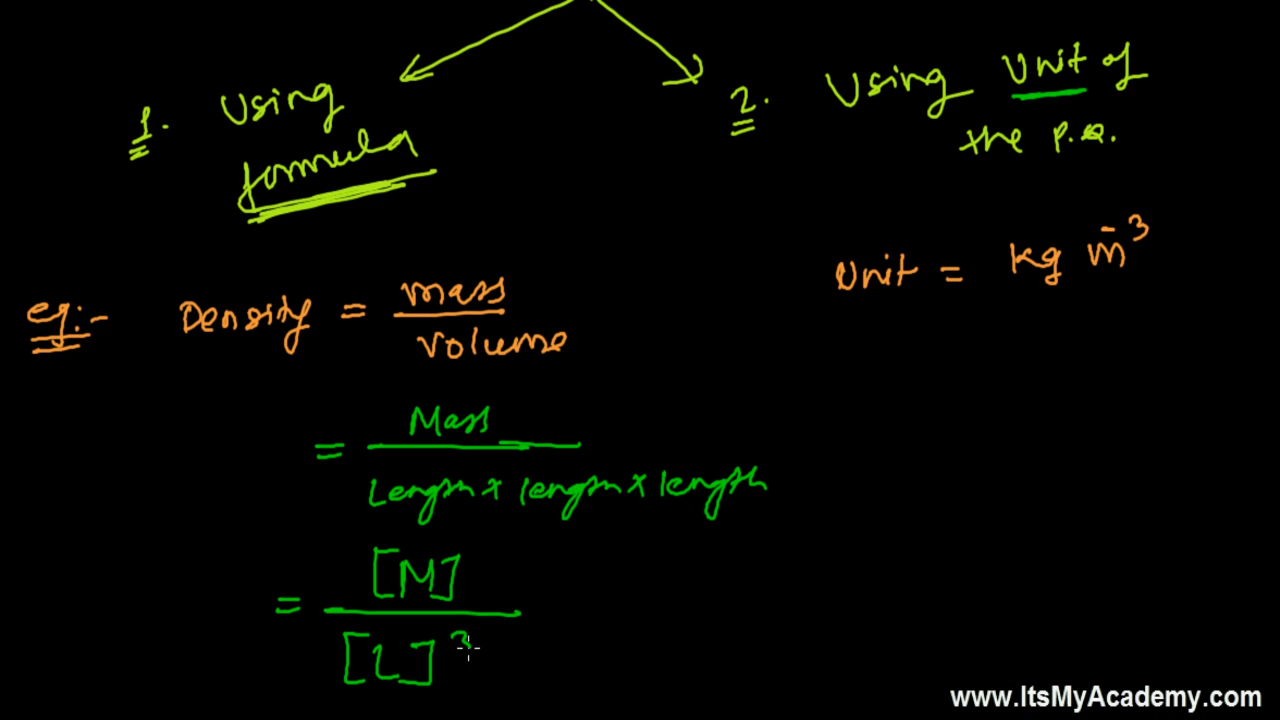 1. Using
formula
2. Using Unit of
the P.Q.
eg:- Density = mass
volume
Unit = kg m⁻³
= Mass
Length × length × length
= [M]
[L]³
www.ItsMyAcademy.com